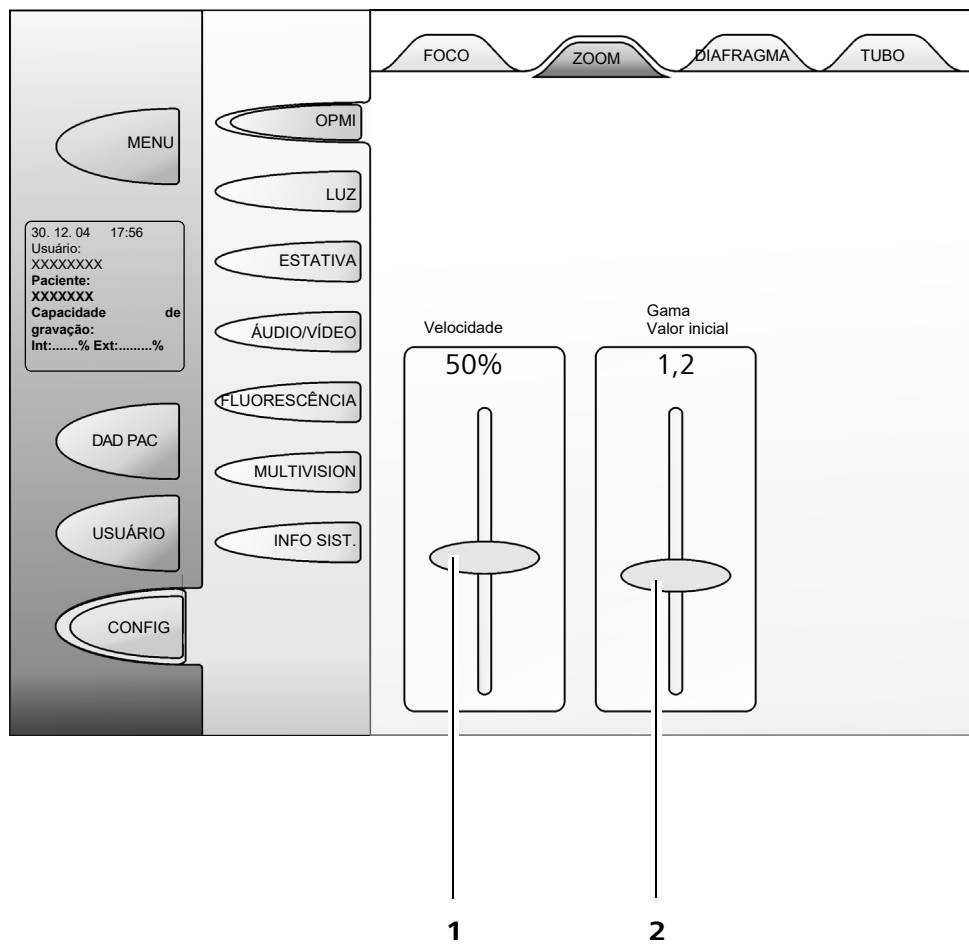 MENU
30. 12. 04 17:56
Usuário:
XXXXXXXX
Paciente:
XXXXXXX
Capacidade de
gravação:
Int:.......% Ext:.........%
DAD PAC
USUÁRIO
CONFIG
OPMI
LUZ
ESTATIVA
ÁUDIO/VÍDEO
FLUORESCÊNCIA
MULTIVISION
INFO SIST.
FOCO ZOOM DIAFRAGMA TUBO
Velocidade
50%
Gama
Valor inicial
1,2
1 2